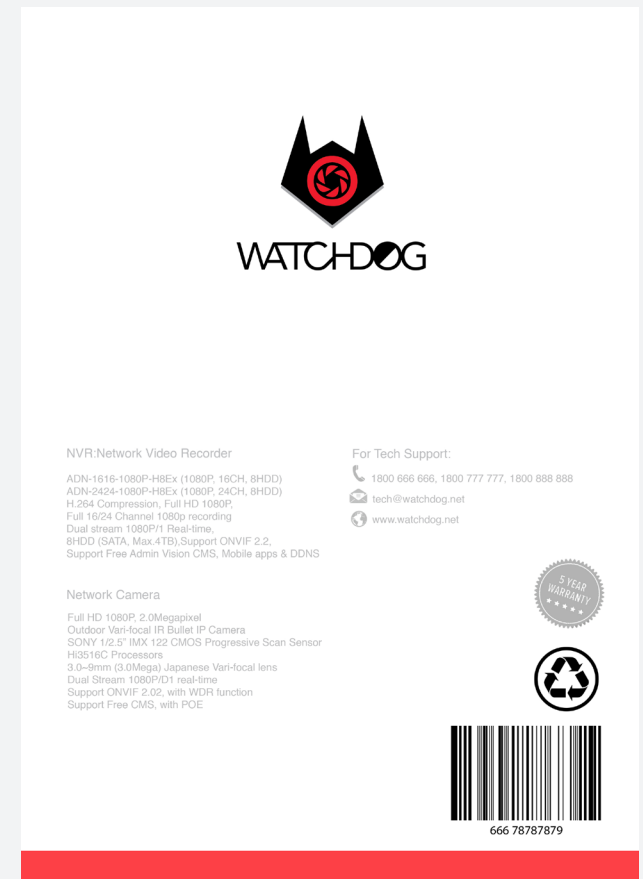 WATCHDOG
NVR:Network Video Recorder
ADN-1616-1080P-H8Ex (1080P, 16CH, 8HDD)
ADN-2424-1080P-H8Ex (1080P, 24CH, 8HDD)
H.264 Compression, Full HD 1080P,
Full 16/24 Channel 1080p recording
Dual stream 1080P/1 Real-time,
8HDD (SATA, Max.4TB),Support ONVIF 2.2,
Support Free Admin Vision CMS, Mobile apps & DDNS
Network Camera
Full HD 1080P, 2.0Megapixel
Outdoor Vari-focal IR Bullet IP Camera
SONY 1/2.5" IMX 122 CMOS Progressive Scan Sensor
Hi3516C Processors
3.0~9mm (3.0Mega) Japanese Vari-focal lens
Dual Stream 1080P/D1 real-time
Support ONVIF 2.02, with WDR function
Support Free CMS, with POE
For Tech Support:
1800 666 666, 1800 777 777, 1800 888 888
tech@watchdog.net
www.watchdog.net
5 YEAR
WARRANTY
666 78787879